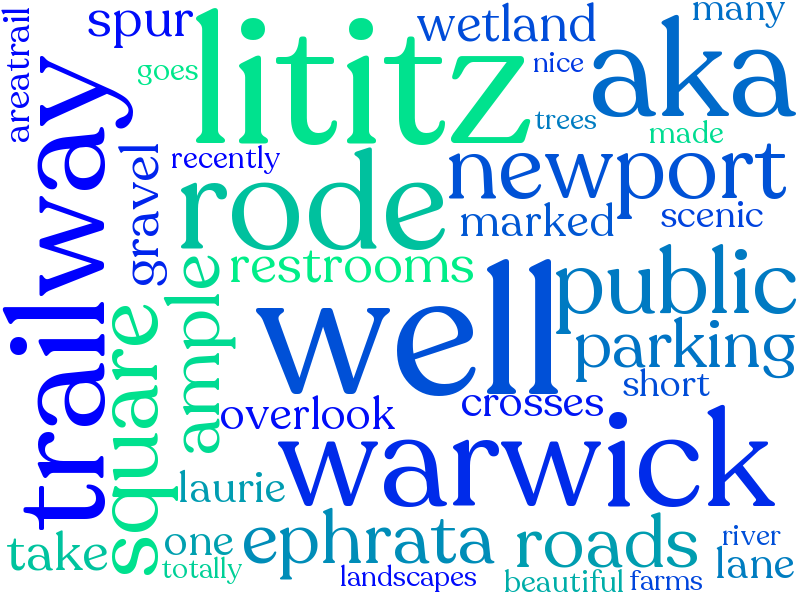 spur
lititz
wetland
many
areatrail
goes
nice
aka
trees
made
trailway
gravel
recently
rode
newport
marked
scenic
restrooms
square
ample
well
public
parking
short
overlook
crosses
warwick
laurie
take
one
totally
ephrata
landscapes
roads
beautiful
farms
river
lane